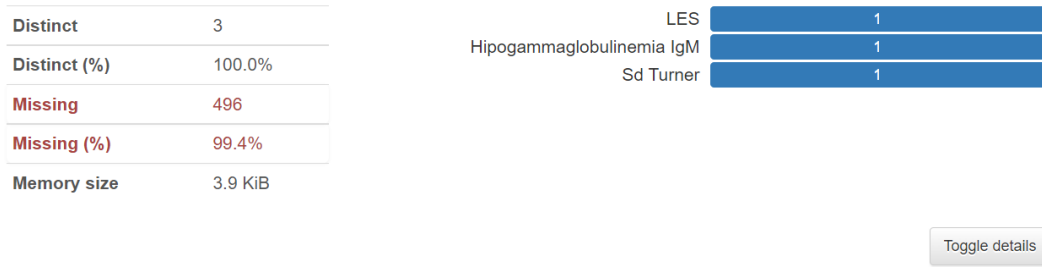 Distinct 3
Distinct (%) 100.0%
Missing 496
Missing (%) 99.4%
Memory size 3.9 KiB
LES 1
Hipogammaglobulinemia IgM 1
Sd Turner 1
Toggle details